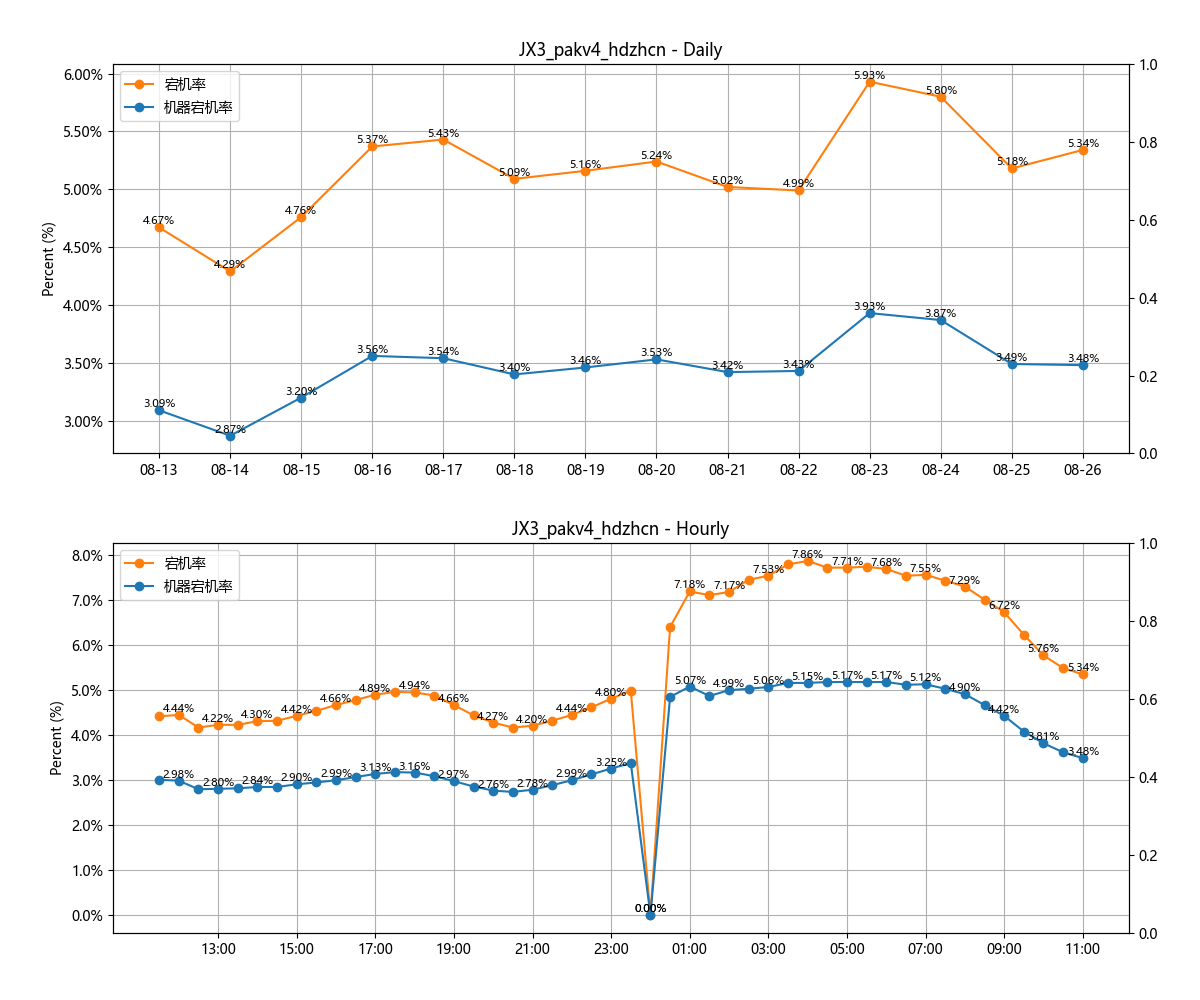 JX3_pakv4_hdzhcn - Daily
宕机率
机器宕机率
Percent (%)
6.00%
5.50%
5.00%
4.50%
4.00%
3.50%
3.00%
1.0
0.8
0.6
0.4
0.2
0.0
4.67% 4.29% 4.76% 5.37% 5.43% 5.09% 5.16% 5.24% 5.02% 4.99% 5.93% 5.80% 5.18% 5.34%
3.09% 2.87% 3.20% 3.56% 3.54% 3.40% 3.46% 3.53% 3.42% 3.43% 3.93% 3.87% 3.49% 3.48%
08-13 08-14 08-15 08-16 08-17 08-18 08-19 08-20 08-21 08-22 08-23 08-24 08-25 08-26
JX3_pakv4_hdzhcn - Hourly
宕机率
机器宕机率
Percent (%)
8.0%
7.0%
6.0%
5.0%
4.0%
3.0%
2.0%
1.0%
0.0%
1.0
0.8
0.6
0.4
0.2
0.0
4.44% 4.22% 4.30% 4.42% 4.66% 4.89% 4.94% 4.66% 4.27% 4.20% 4.44% 4.80% 0.00% 7.18% 7.17% 7.53% 7.86% 7.71% 7.68% 7.55% 7.29% 6.72% 5.76% 5.34%
2.98% 2.80% 2.84% 2.90% 2.99% 3.13% 3.16% 2.97% 2.76% 2.78% 2.99% 3.25% 0.00% 5.07% 4.99% 5.06% 5.15% 5.17% 5.17% 5.12% 4.90% 4.42% 3.81% 3.48%
13:00 15:00 17:00 19:00 21:00 23:00 01:00 03:00 05:00 07:00 09:00 11:00